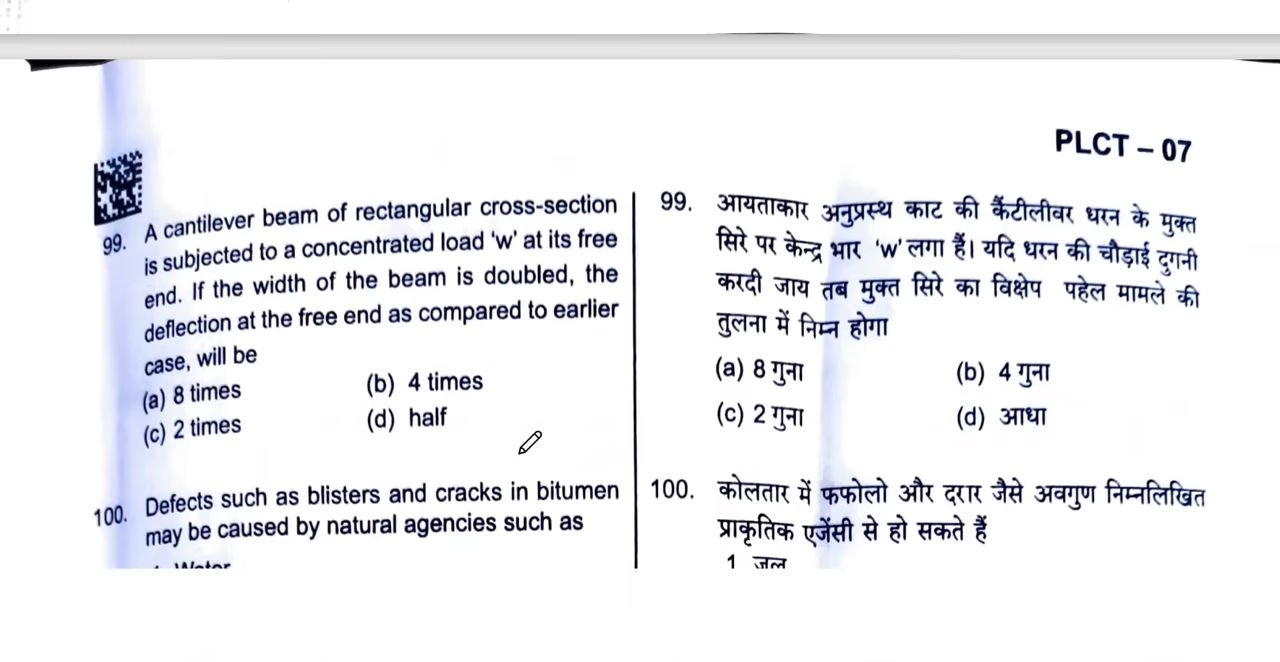 PLCT – 07
99. A cantilever beam of rectangular cross-section
is subjected to a concentrated load 'w' at its free
end. If the width of the beam is doubled, the
deflection at the free end as compared to earlier
case, will be
(a) 8 times (b) 4 times
(c) 2 times (d) half
100. Defects such as blisters and cracks in bitumen
may be caused by natural agencies such as
99. आयताकार अनुप्रस्थ काट की कैंटीलीवर धरन के मुक्त
सिरे पर केन्द्र भार 'w' लगा हैं। यदि धरन की चौड़ाई दुगनी
करदी जाय तब मुक्त सिरे का विक्षेप पहेल मामले की
तुलना में निम्न होगा
(a) 8 गुना (b) 4 गुना
(c) 2 गुना (d) आधा
100. कोलतार में फफोलो और दरार जैसे अवगुण निम्नलिखित
प्राकृतिक एजेंसी से हो सकते हैं
1 जल